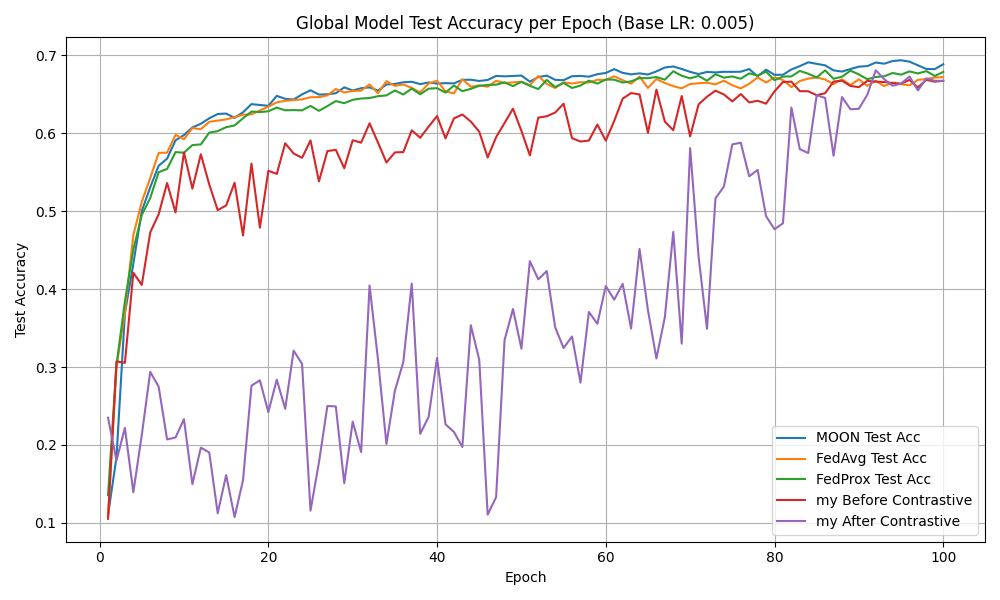 Global Model Test Accuracy per Epoch (Base LR: 0.005)
Test Accuracy
0.7
0.6
0.5
0.4
0.3
0.2
0.1
MOON Test Acc
FedAvg Test Acc
FedProx Test Acc
my Before Contrastive
my After Contrastive
0 20 40 60 80 100
Epoch